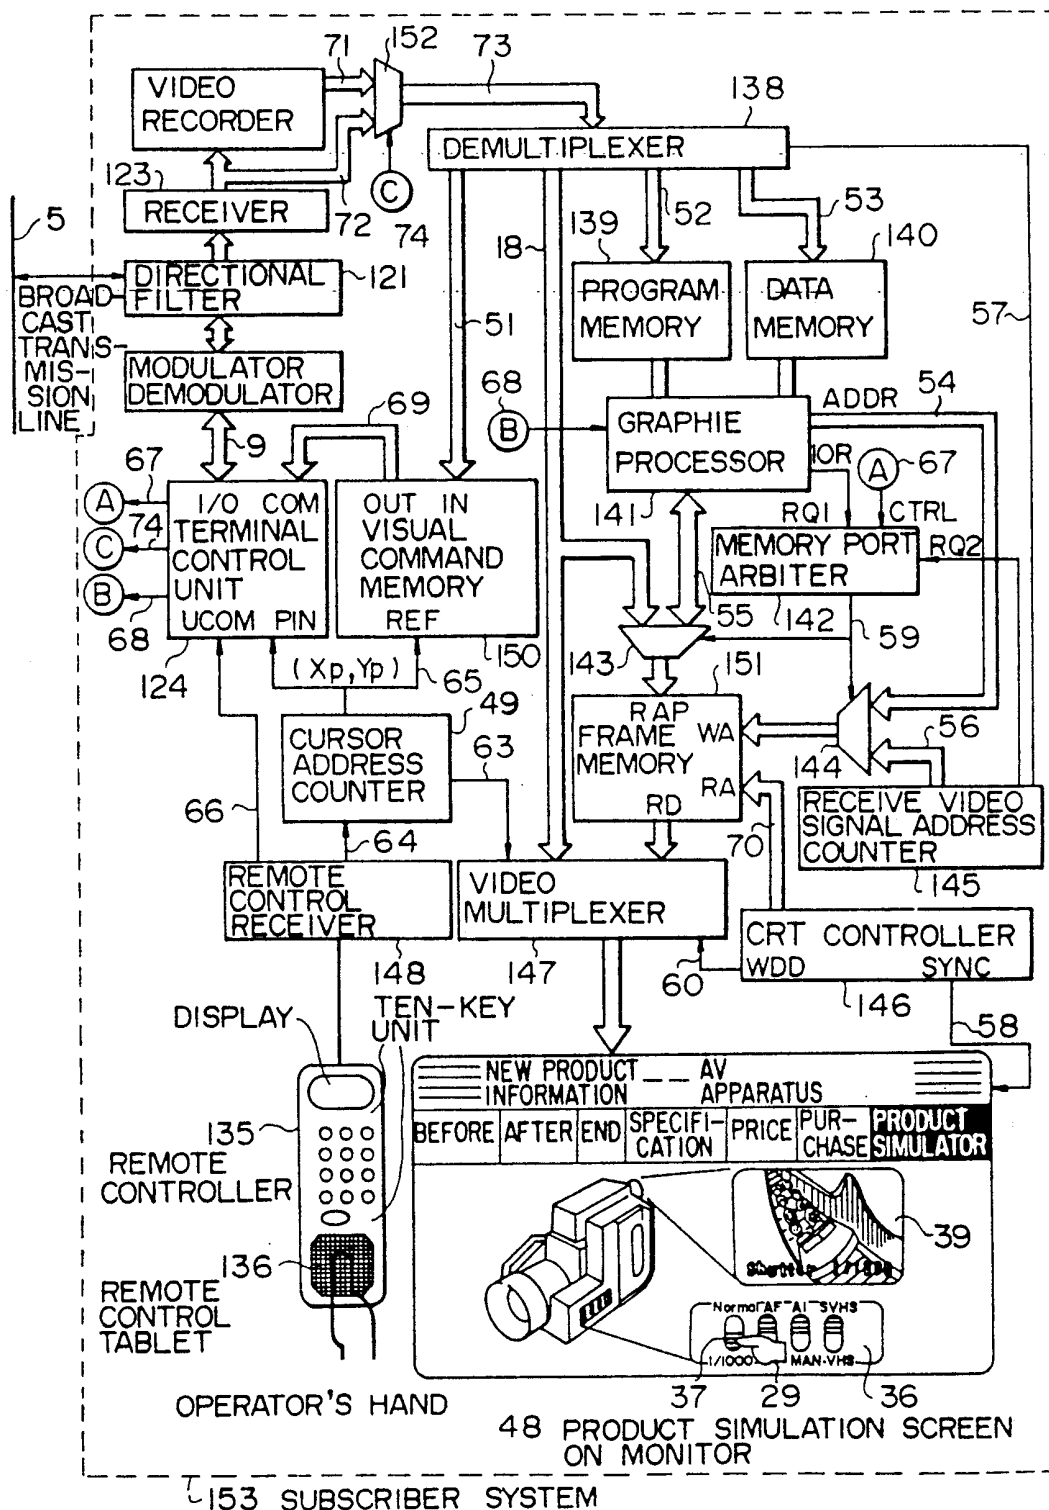 71
152
73
138
VIDEO
RECORDER
DEMULTIPLEXER
123
RECEIVER
72
C
74
5
52
53
139
140
18
DIRECTIONAL
FILTER
121
PROGRAM
MEMORY
DATA
MEMORY
BROAD-
CAST
TRANS-
MIS-
SION
LINE
51
57
MODULATOR
DEMODULATOR
69
68
B
GRAPHIE
PROCESSOR
ADDR
54
9
IOR
A
67
141
RQ1
CTRL
67
A
74
C
B
68
I/O COM
TERMINAL
CONTROL
UNIT
UCOM PIN
OUT IN
VISUAL
COMMAND
MEMORY
REF
MEMORY PORT
ARBITER
RQ2
55
142
59
124
(Xp,Yp)
65
150
143
151
49
RAP
FRAME
MEMORY
WA
RA
RD
144
56
CURSOR
ADDRESS
COUNTER
63
66
64
70
RECEIVE VIDEO
SIGNAL ADDRESS
COUNTER
145
REMOTE
CONTROL
RECEIVER
VIDEO
MULTIPLEXER
CRT CONTROLLER
WDD
SYNC
148
147
60
146
58
DISPLAY
TEN-KEY
UNIT
NEW PRODUCT
INFORMATION
AV
APPARATUS
BEFORE
AFTER
END
SPECIFI-
CATION
PRICE
PUR-
CHASE
PRODUCT
SIMULATOR
135
REMOTE
CONTROLLER
39
136
REMOTE
CONTROL
TABLET
Shutter
Normal AF AI SVHS
1/1000
MAN-VHS
37
29
36
OPERATOR'S HAND
48 PRODUCT SIMULATION SCREEN
ON MONITOR
153 SUBSCRIBER SYSTEM